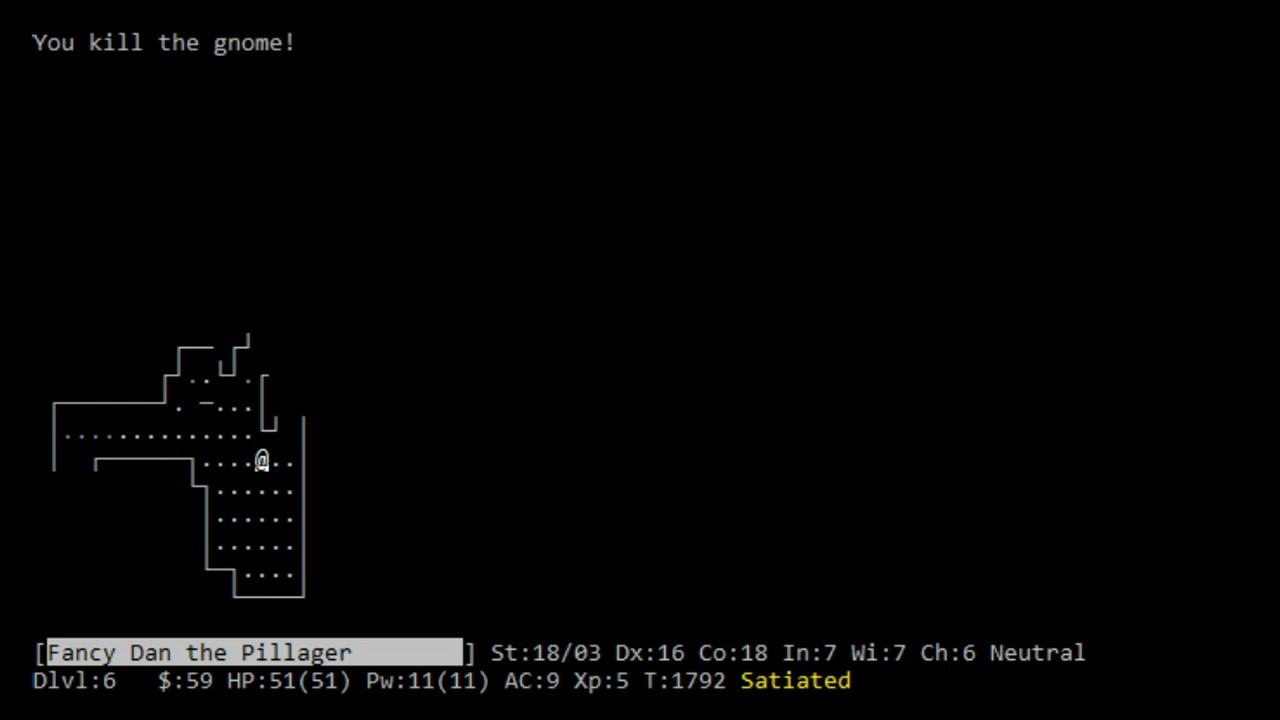 You kill the gnome!
@
[Fancy Dan the Pillager ] St:18/03 Dx:16 Co:18 In:7 Wi:7 Ch:6 Neutral
Dlvl:6 $:59 HP:51(51) Pw:11(11) AC:9 Xp:5 T:1792 Satiated